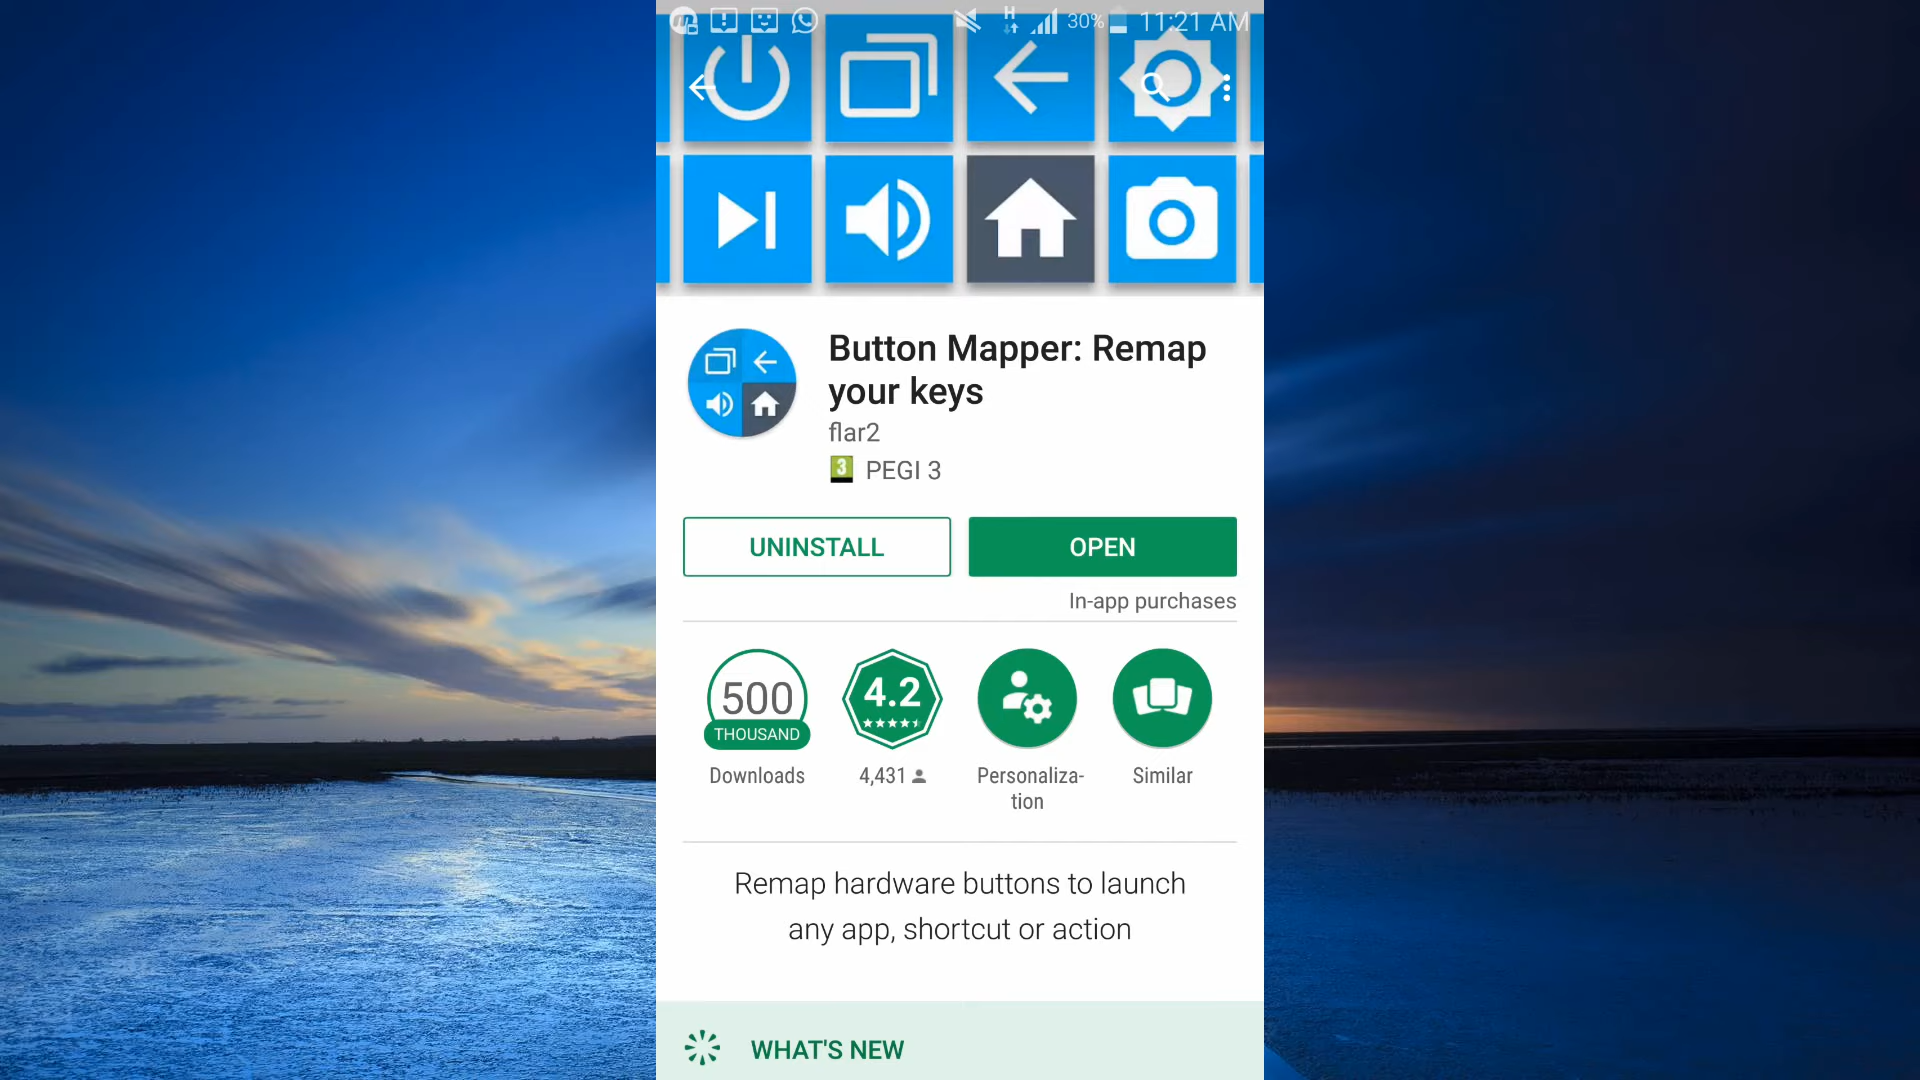 H 30% 11:21 AM
Button Mapper: Remap
your keys
flar2
3 PEGI 3
UNINSTALL
OPEN
In-app purchases
500
THOUSAND
4.2
Downloads
4,431
Personaliza-
tion
Similar
Remap hardware buttons to launch
any app, shortcut or action
WHAT'S NEW